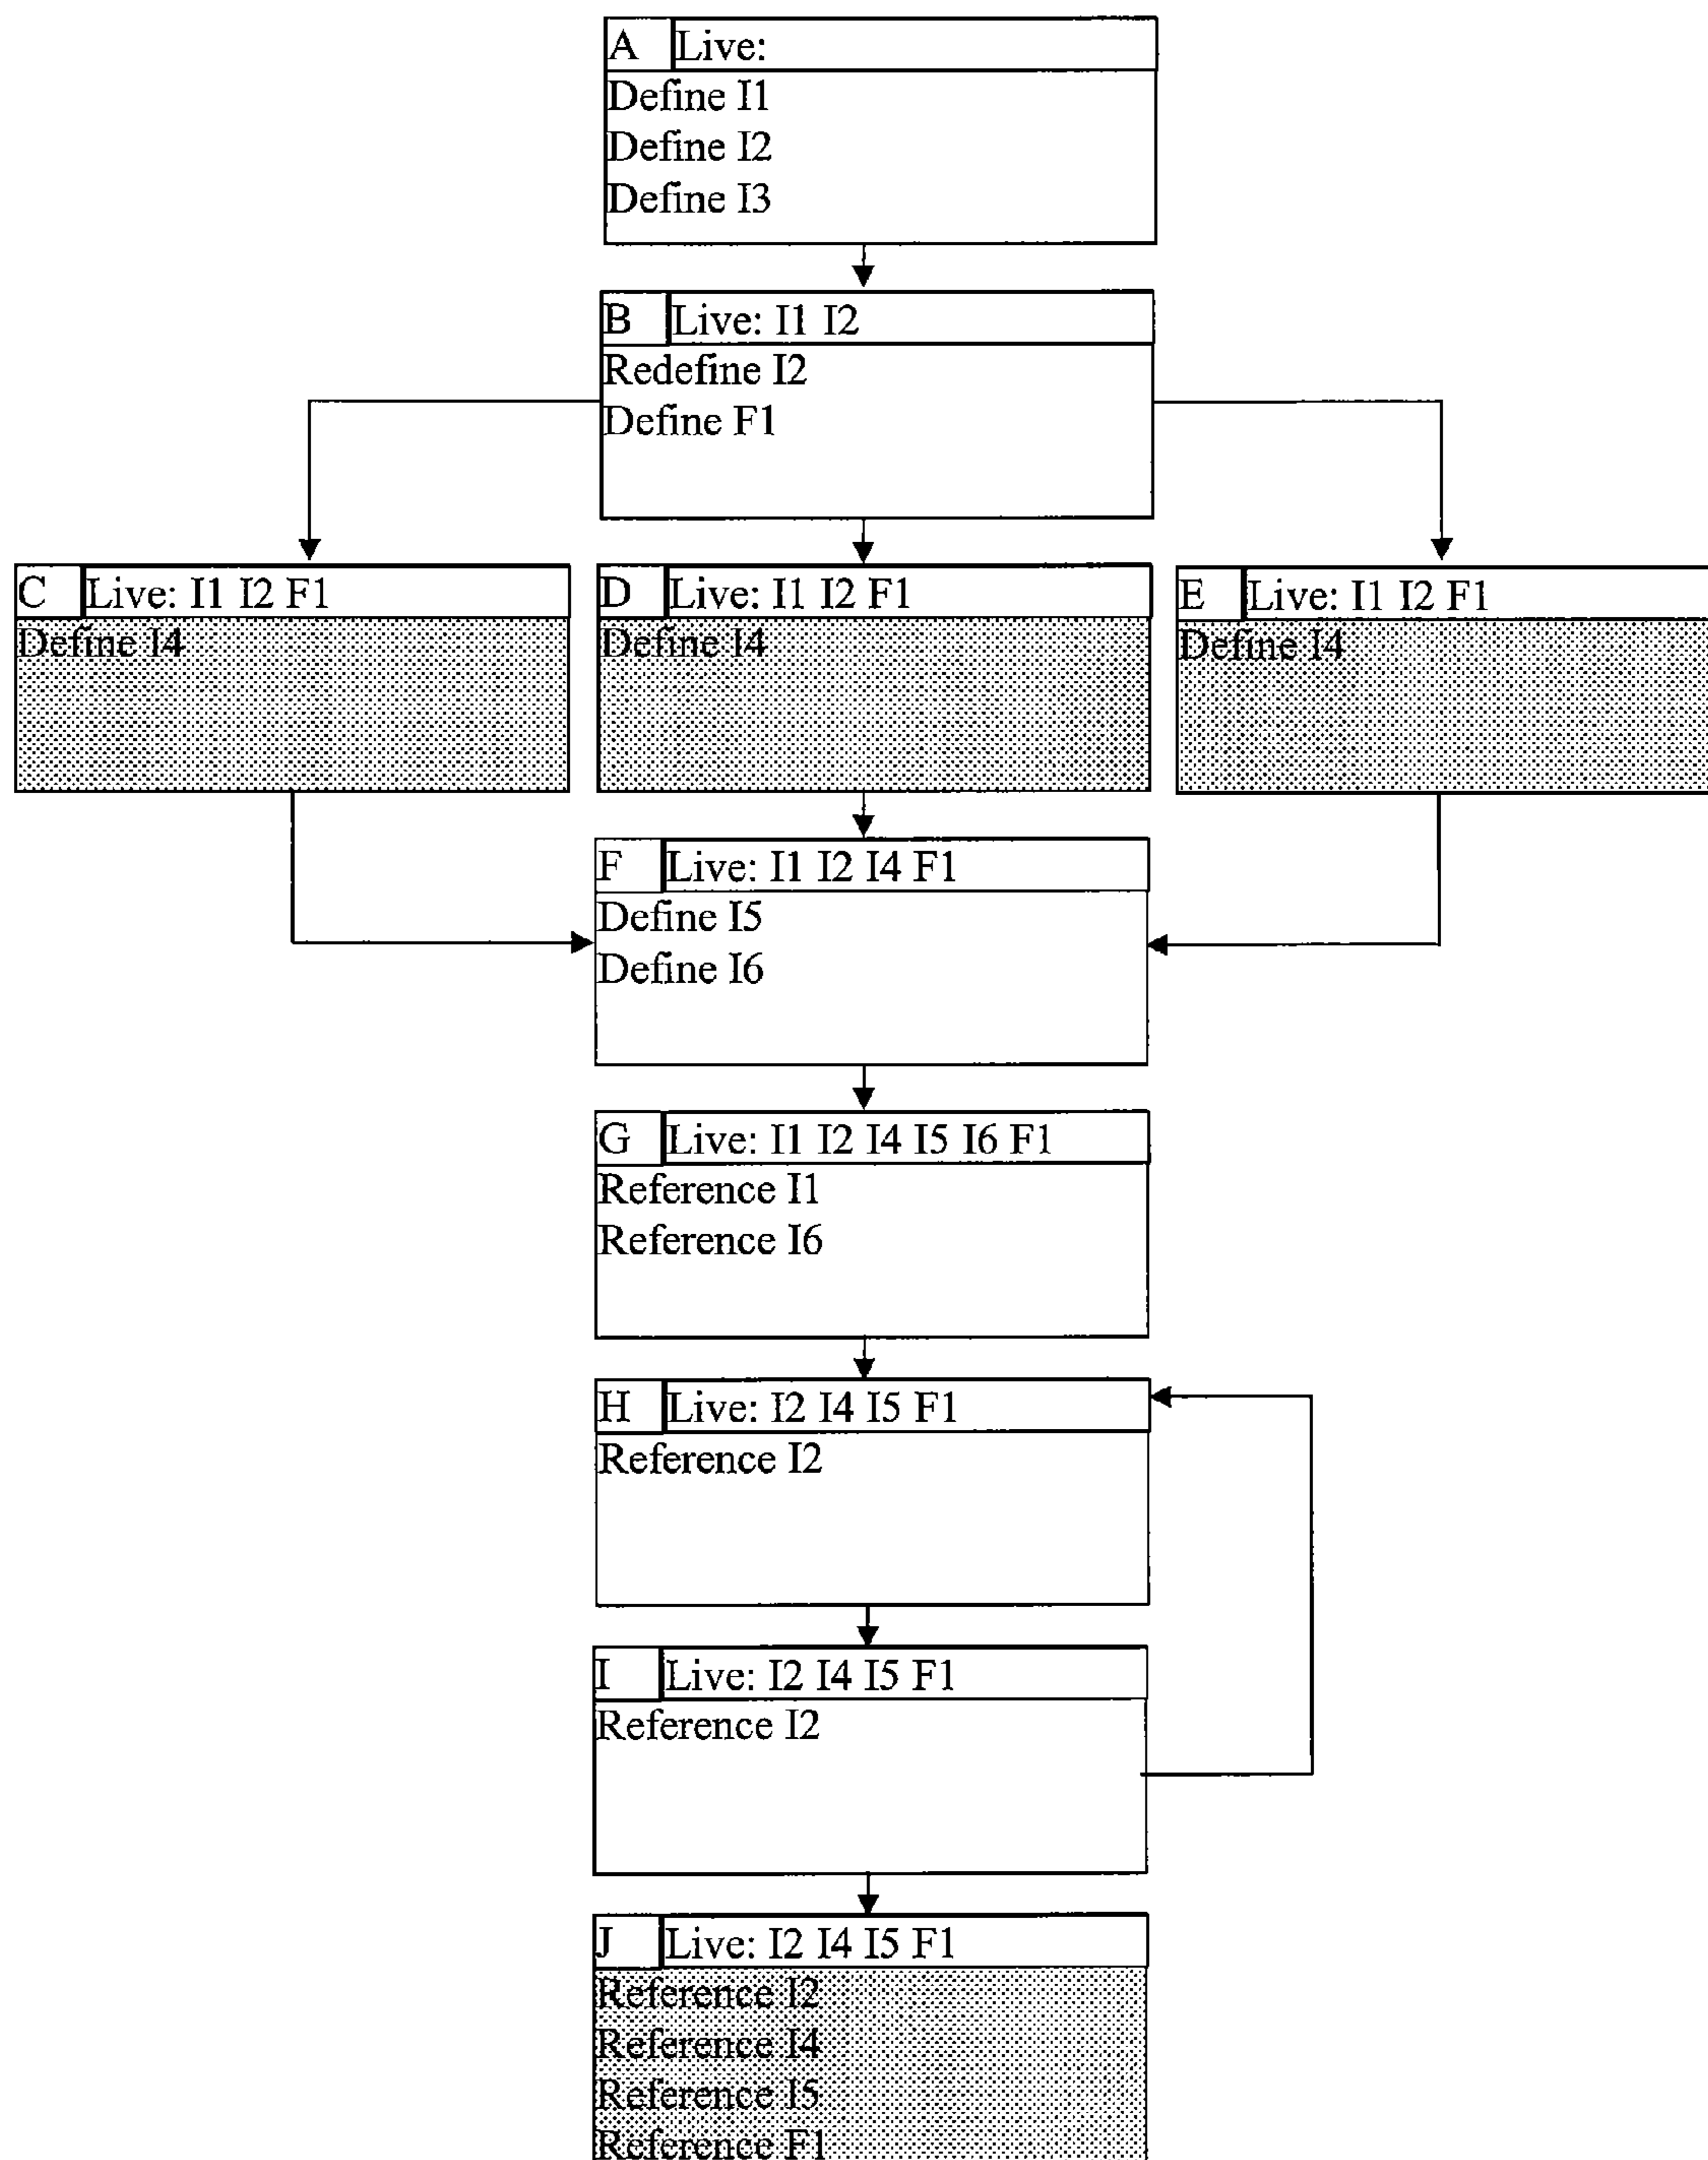 A Live:
Define I1
Define I2
Define I3
B Live: I1 I2
Redefine I2
Define F1
C Live: I1 I2 F1
Define I4
D Live: I1 I2 F1
Define I4
E Live: I1 I2 F1
Define I4
F Live: I1 I2 I4 F1
Define I5
Define I6
G Live: I1 I2 I4 I5 I6 F1
Reference I1
Reference I6
H Live: I2 I4 I5 F1
Reference I2
I Live: I2 I4 I5 F1
Reference I2
J Live: I2 I4 I5 F1
Reference I2
Reference I4
Reference I5
Reference F1